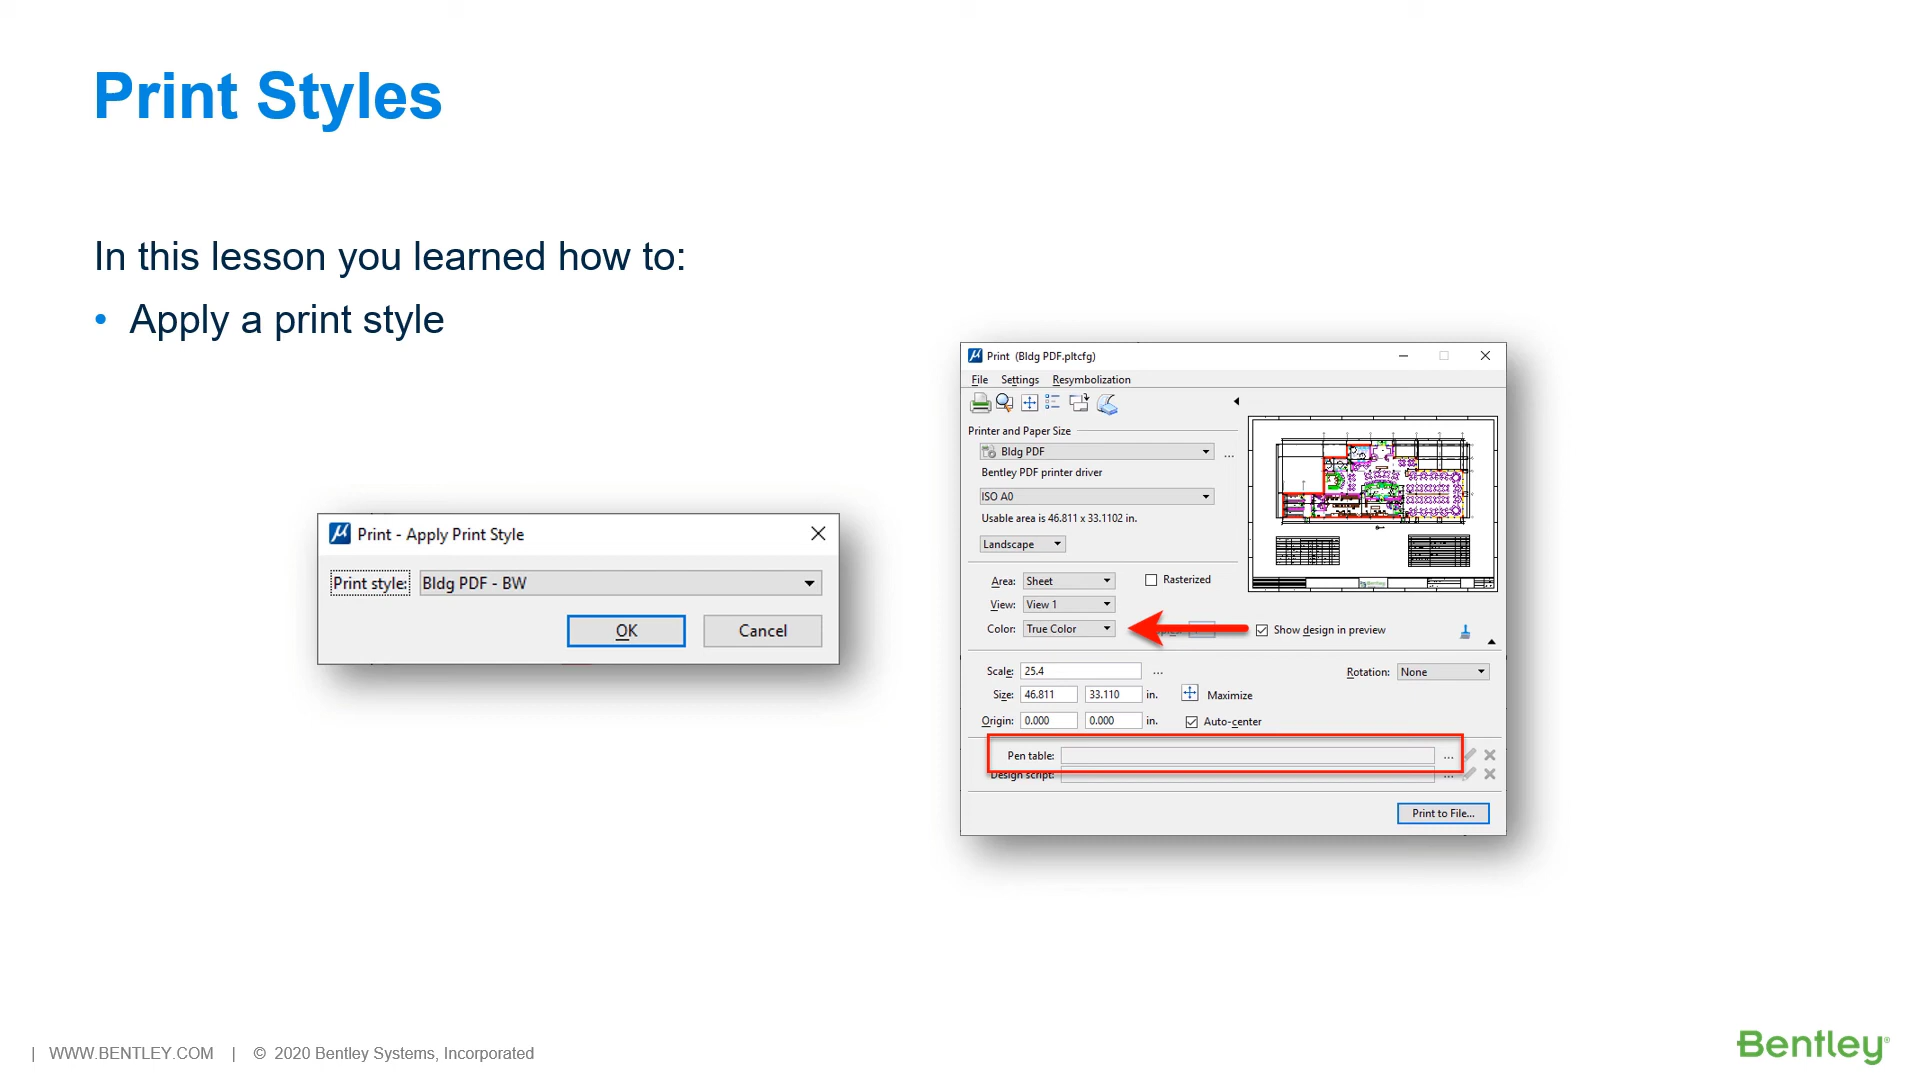 Print Styles
In this lesson you learned how to:
• Apply a print style
Print - Apply Print Style
Print style: Bldg PDF - BW
OK Cancel
Print (Bldg PDF.pltcfg)
File Settings Resymbolization
Printer and Paper Size
Bldg PDF ...
Bentley PDF printer driver
ISO A0
Usable area is 46.811 x 33.1102 in.
Landscape
Area: Sheet Rasterized
View: View 1
Color: True Color Show design in preview
Scale: 25.4 ... Rotation: None
Size: 46.811 33.110 in. Maximize
Origin: 0.000 0.000 in. Auto-center
Pen table: ...
Design script: ...
Print to File...
Bentley
| WWW.BENTLEY.COM | © 2020 Bentley Systems, Incorporated
Bentley®